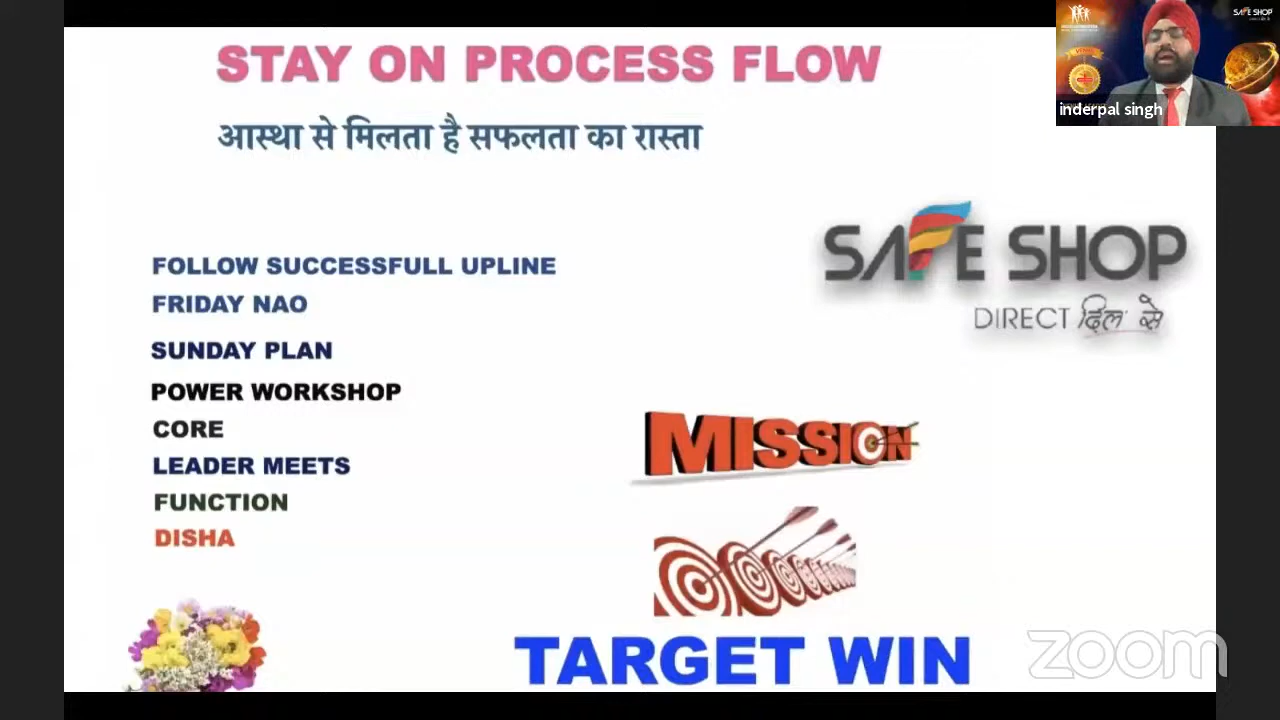 STAY ON PROCESS FLOW
आस्था से मिलता है सफलता का रास्ता
SAFE SHOP
inderpal singh
SAFE SHOP
DIRECT दिल से
FOLLOW SUCCESSFULL UPLINE
FRIDAY NAO
SUNDAY PLAN
POWER WORKSHOP
CORE
LEADER MEETS
FUNCTION
DISHA
MISSION
TARGET WIN
zoom